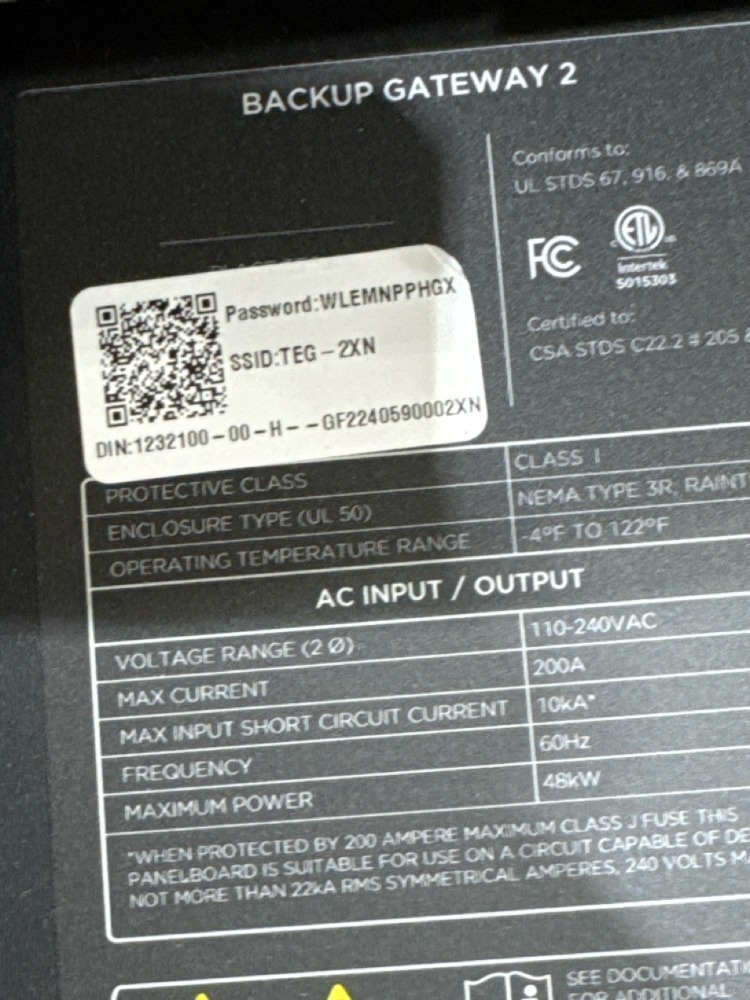 BACKUP GATEWAY 2
Conforms to:
UL STDS 67, 916, & 869A
FC
ETL
Intertek
5015303
Certified to:
CSA STDS C22.2 # 205
Password:WLEMNPPHGX
SSID:TEG-2XN
DIN:1232100-00-H--GF2240590002XN
PROTECTIVE CLASS CLASS I
ENCLOSURE TYPE (UL 50) NEMA TYPE 3R, RAINT
OPERATING TEMPERATURE RANGE -4°F TO 122°F
AC INPUT / OUTPUT
VOLTAGE RANGE (2 Ø) 110-240VAC
MAX CURRENT 200A
MAX INPUT SHORT CIRCUIT CURRENT 10kA*
FREQUENCY 60Hz
MAXIMUM POWER 48kW
*WHEN PROTECTED BY 200 AMPERE MAXIMUM CLASS J FUSE THIS
PANELBOARD IS SUITABLE FOR USE ON A CIRCUIT CAPABLE OF DE
NOT MORE THAN 22kA RMS SYMMETRICAL AMPERES, 240 VOLTS M
SEE DOCUMENTATI
FOR ADDITIONAL